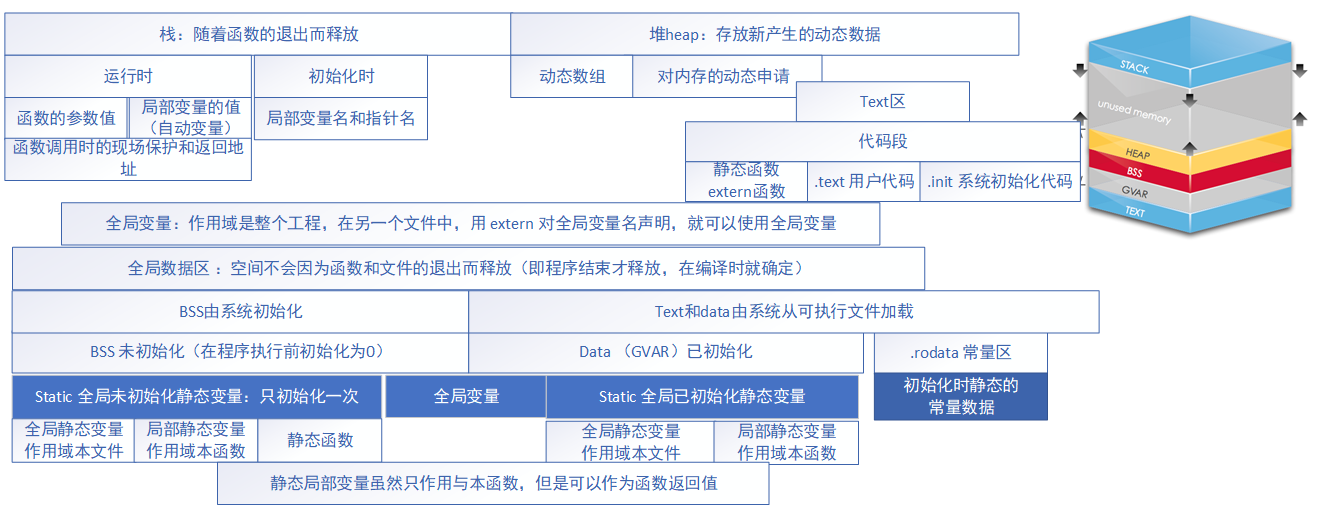 栈：随着函数的退出而释放
堆heap：存放新产生的动态数据
运行时
初始化时
动态数组
对内存的动态申请
函数的参数值
局部变量的值
（自动变量）
局部变量名和指针名
函数调用时的现场保护和返回地
址
Text区
代码段
静态函数
extern函数
.text 用户代码
.init 系统初始化代码
STACK
unused memory
HEAP
BSS
GVAR
TEXT
全局变量：作用域是整个工程，在另一个文件中，用 extern 对全局变量名声明，就可以使用全局变量
全局数据区 ：空间不会因为函数和文件的退出而释放（即程序结束才释放，在编译时就确定）
BSS由系统初始化
Text和data由系统从可执行文件加载
BSS 未初始化（在程序执行前初始化为0）
Data （GVAR）已初始化
.rodata 常量区
Static 全局未初始化静态变量：只初始化一次
全局变量
Static 全局已初始化静态变量
初始化时静态的
常量数据
全局静态变量
作用域本文件
局部静态变量
作用域本函数
静态函数
全局静态变量
作用域本文件
局部静态变量
作用域本函数
静态局部变量虽然只作用与本函数，但是可以作为函数返回值